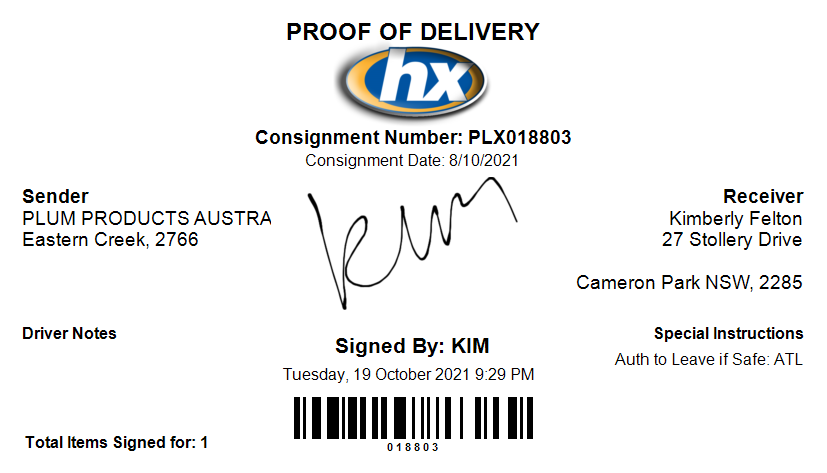 PROOF OF DELIVERY
hx
Consignment Number: PLX018803
Consignment Date: 8/10/2021
Sender
PLUM PRODUCTS AUSTRA
Eastern Creek, 2766
Receiver
Kimberly Felton
27 Stollery Drive
Cameron Park NSW, 2285
Kim
Driver Notes
Signed By: KIM
Tuesday, 19 October 2021 9:29 PM
Special Instructions
Auth to Leave if Safe: ATL
018803
Total Items Signed for: 1